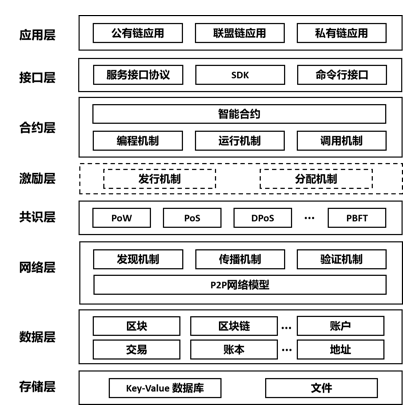 应用层 公有链应用 联盟链应用 私有链应用
接口层 服务接口协议 SDK 命令行接口
合约层 智能合约
编程机制 运行机制 调用机制
激励层 发行机制 分配机制
共识层 PoW PoS DPoS ... PBFT
网络层 发现机制 传播机制 验证机制
P2P网络模型
数据层 区块 区块链 ... 账户
交易 账本 ... 地址
存储层 Key-Value 数据库 文件